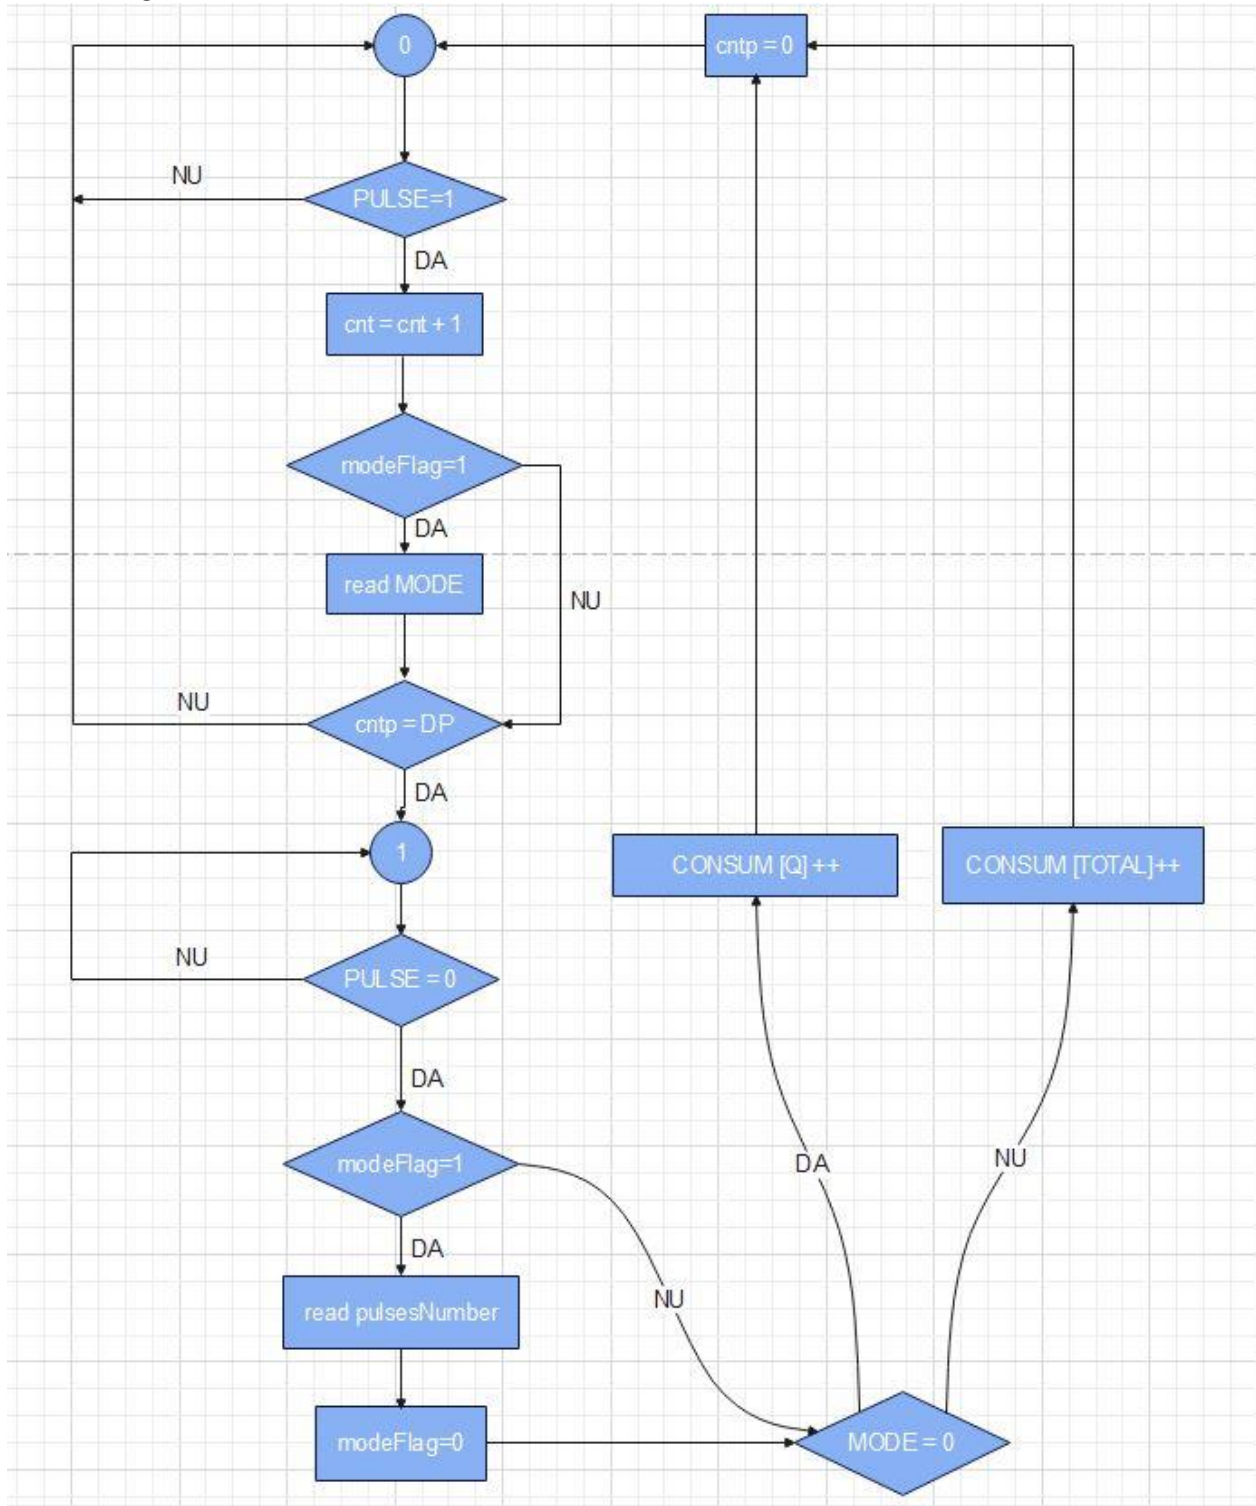 0
cntp = 0
NU
PULSE=1
DA
cnt = cnt + 1
modeFlag=1
DA
read MODE
NU
NU
cntp = DP
DA
1
CONSUM [Q] ++
CONSUM [TOTAL]++
NU
PULSE = 0
DA
modeFlag=1
DA
NU
DA
read pulsesNumber
NU
modeFlag=0
MODE = 0